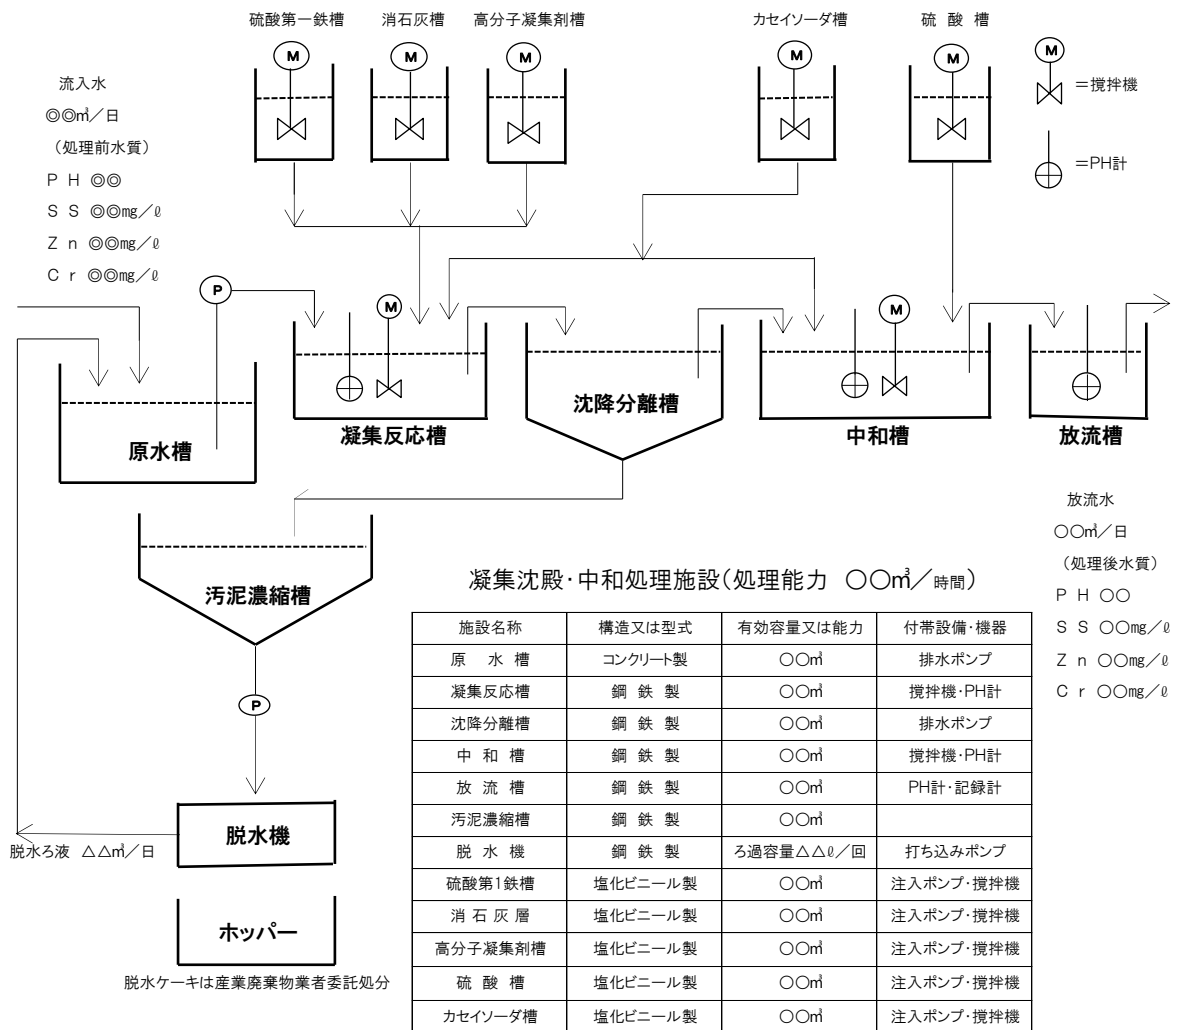 硫酸第一鉄槽 消石灰槽 高分子凝集剤槽 カセイソーダ槽 硫 酸 槽
M M M M M M
=撹拌機
=PH計
流入水
◎◎㎥/日
(処理前水質)
P H ◎◎
S S ◎◎mg/ℓ
Z n ◎◎mg/ℓ
C r ◎◎mg/ℓ
P M M
原水槽
凝集反応槽
沈降分離槽
中和槽
放流槽
放流水
○○㎥/日
(処理後水質)
P H ○○
S S ○○mg/ℓ
Z n ○○mg/ℓ
C r ○○mg/ℓ
汚泥濃縮槽
P
脱水機
脱水ろ液 △△㎥/日
ホッパー
脱水ケーキは産業廃棄物業者委託処分
凝集沈殿・中和処理施設(処理能力 ○○㎥/時間)
施設名称 構造又は型式 有効容量又は能力 付帯設備・機器
原 水 槽 コンクリート製 ○○㎥ 排水ポンプ
凝集反応槽 鋼 鉄 製 ○○㎥ 撹拌機・PH計
沈降分離槽 鋼 鉄 製 ○○㎥ 排水ポンプ
中 和 槽 鋼 鉄 製 ○○㎥ 撹拌機・PH計
放 流 槽 鋼 鉄 製 ○○㎥ PH計・記録計
汚泥濃縮槽 鋼 鉄 製 ○○㎥
脱 水 機 鋼 鉄 製 ろ過容量△△ℓ/回 打ち込みポンプ
硫酸第1鉄槽 塩化ビニール製 ○○㎥ 注入ポンプ・撹拌機
消 石 灰 層 塩化ビニール製 ○○㎥ 注入ポンプ・撹拌機
高分子凝集剤槽 塩化ビニール製 ○○㎥ 注入ポンプ・撹拌機
硫 酸 槽 塩化ビニール製 ○○㎥ 注入ポンプ・撹拌機
カセイソーダ槽 塩化ビニール製 ○○㎥ 注入ポンプ・撹拌機